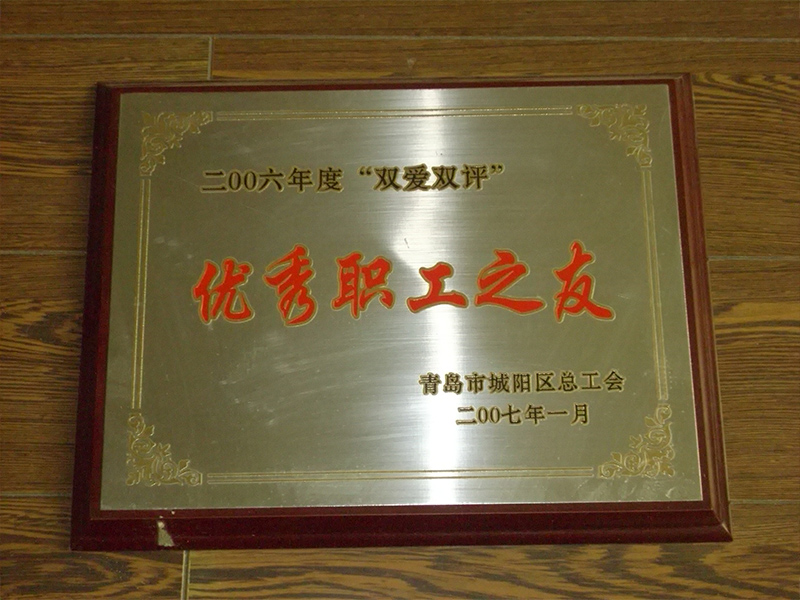 二00六年度“双爱双评”
优秀职工之友
青岛市城阳区总工会
二00七年一月